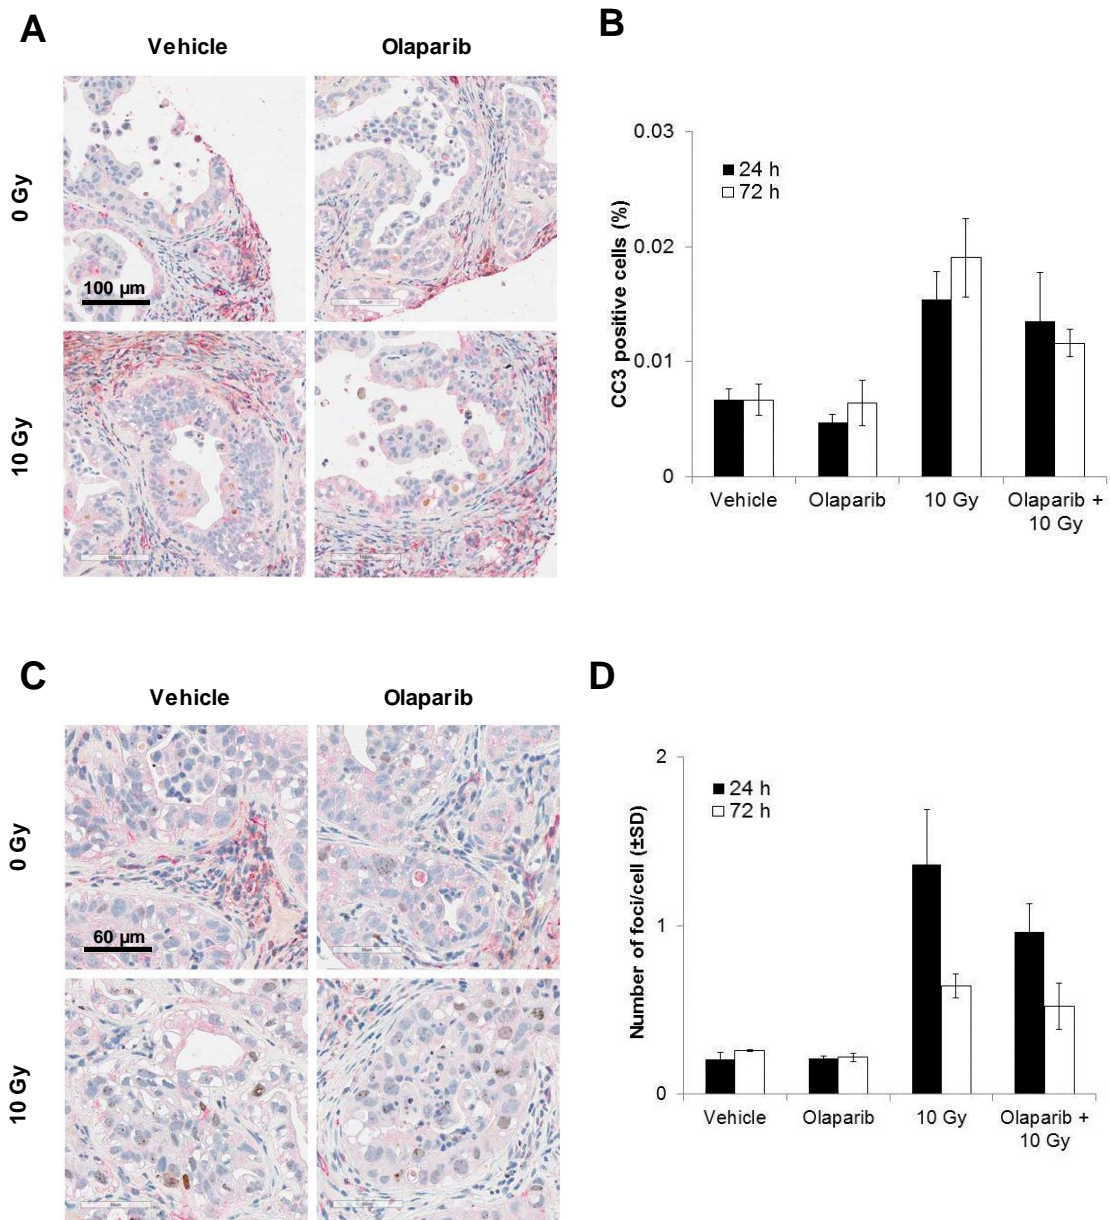 A
Vehicle
Olaparib
0 Gy
100 µm
100µm
10 Gy
100µm
B
0.03
0.02
0.01
0
CC3 positive cells (%)
24 h
72 h
Vehicle
Olaparib
10 Gy
Olaparib +
10 Gy
C
Vehicle
Olaparib
0 Gy
60 µm
10 Gy
D
2
1
0
Number of foci/cell (±SD)
24 h
72 h
Vehicle
Olaparib
10 Gy
Olaparib +
10 Gy